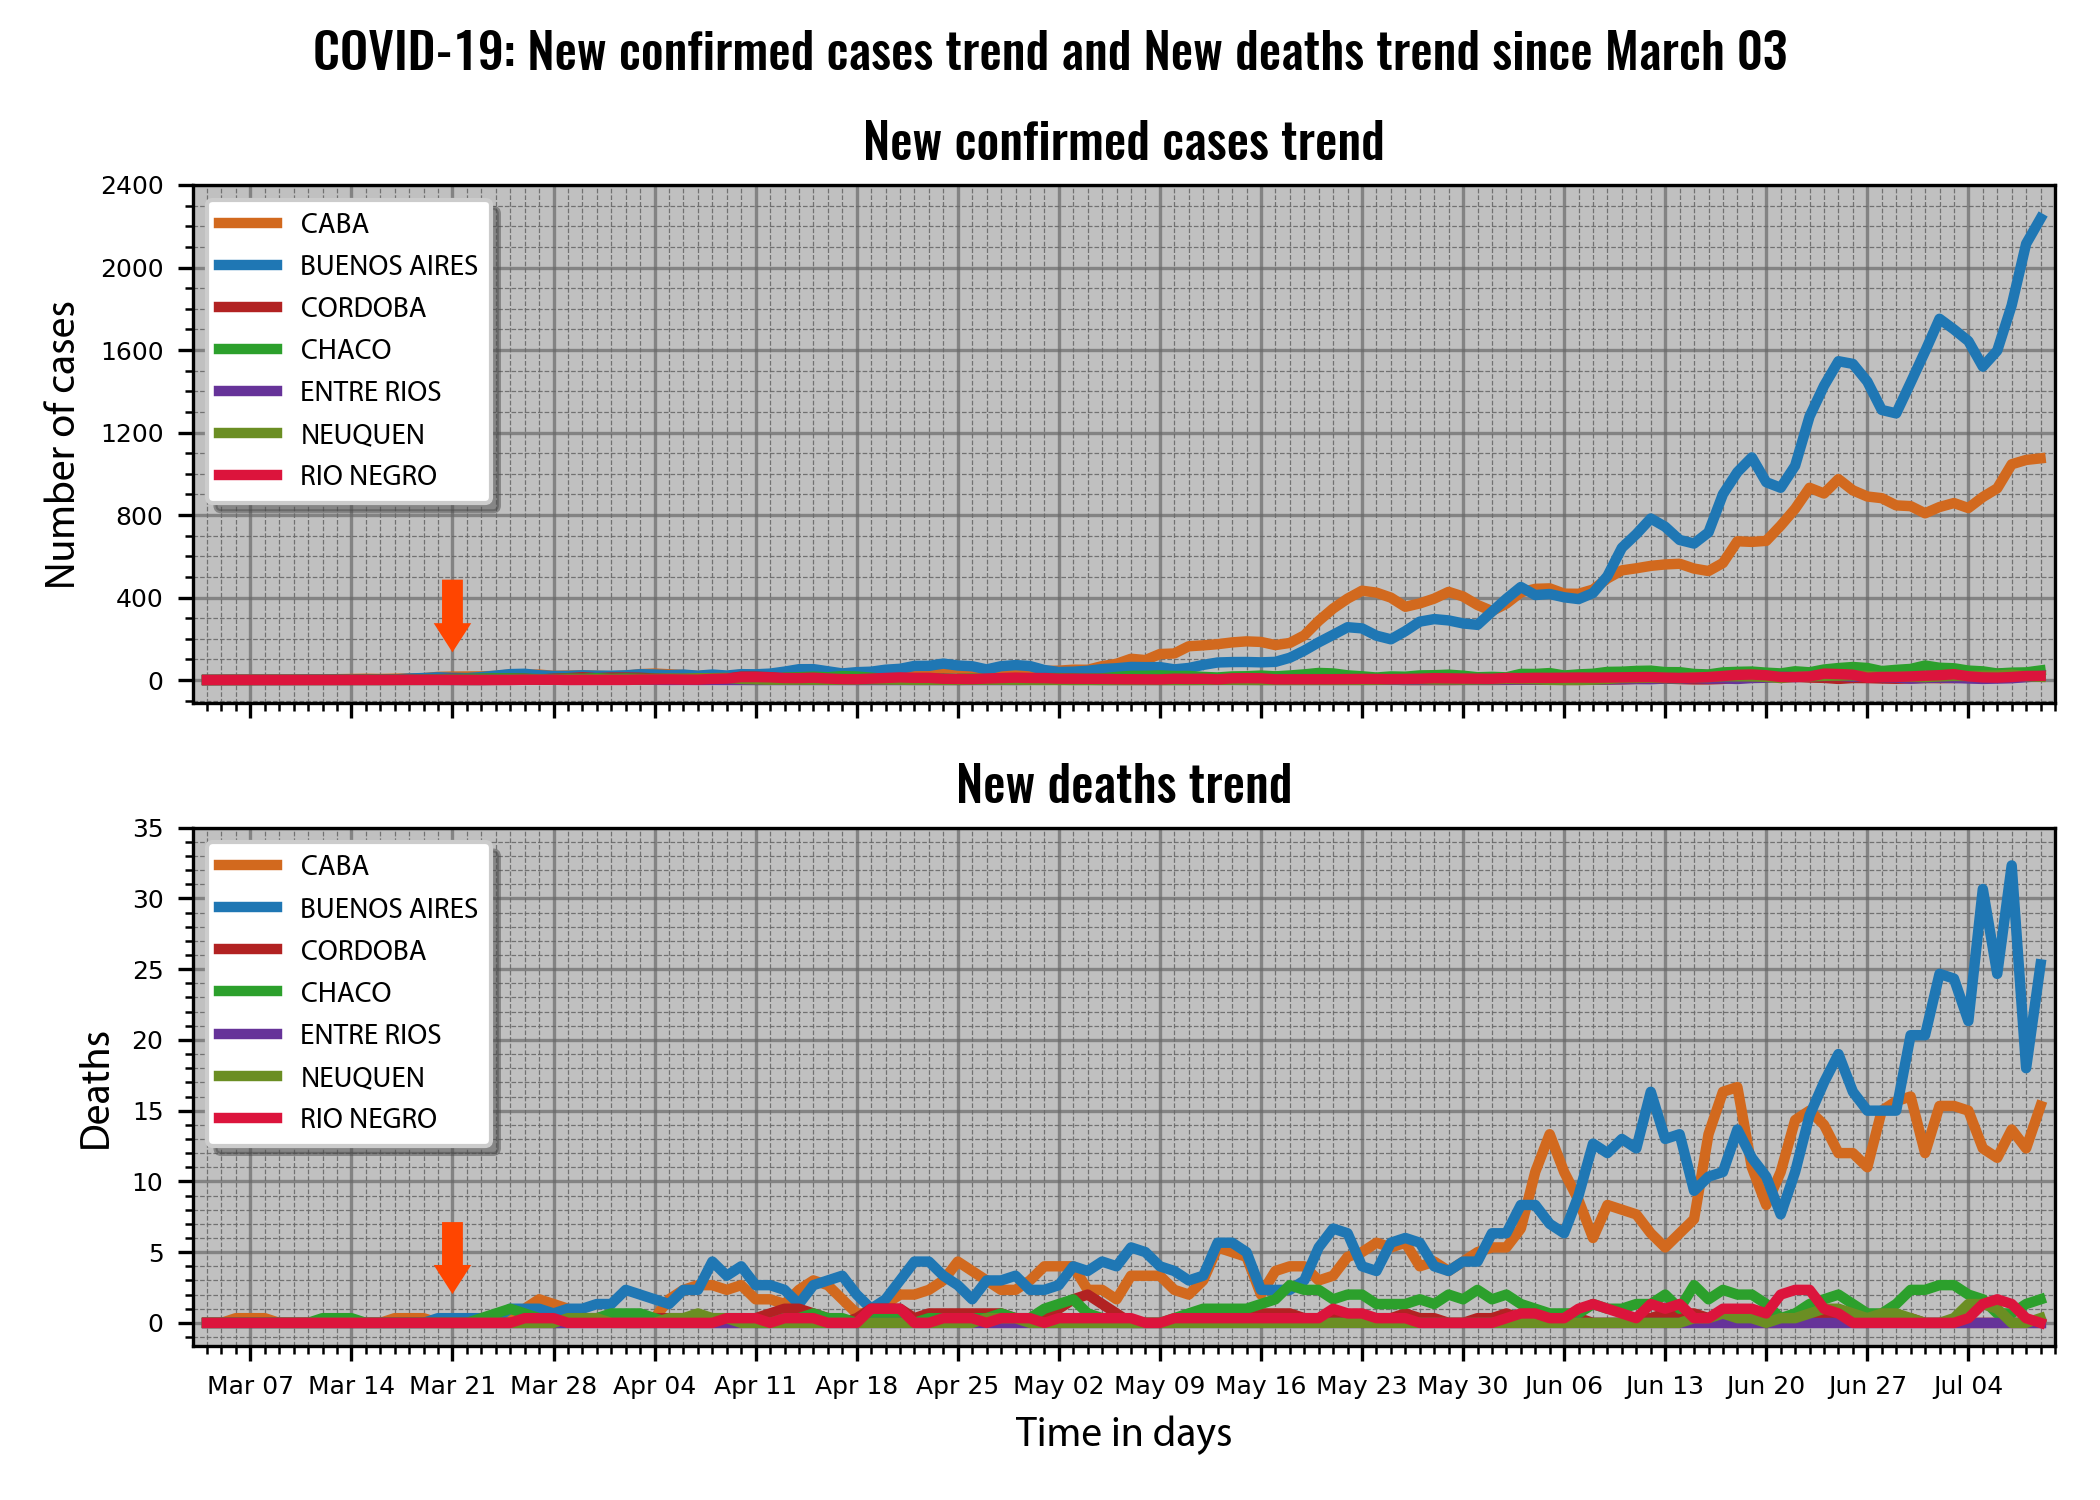 COVID-19: New confirmed cases trend and New deaths trend since March 03
New confirmed cases trend
2400
2000
1600
1200
800
400
0
Number of cases
CABA
BUENOS AIRES
CORDOBA
CHACO
ENTRE RIOS
NEUQUEN
RIO NEGRO
New deaths trend
35
30
25
20
15
10
5
0
Deaths
CABA
BUENOS AIRES
CORDOBA
CHACO
ENTRE RIOS
NEUQUEN
RIO NEGRO
Mar 07 Mar 14 Mar 21 Mar 28 Apr 04 Apr 11 Apr 18 Apr 25 May 02 May 09 May 16 May 23 May 30 Jun 06 Jun 13 Jun 20 Jun 27 Jul 04
Time in days